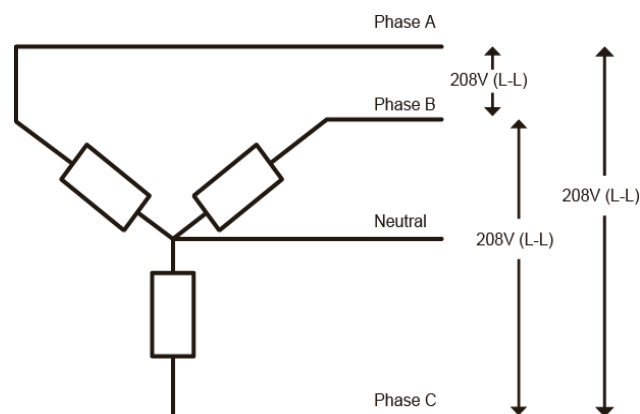 Phase A
208V (L-L)
Phase B
208V (L-L)
Neutral
208V (L-L)
Phase C